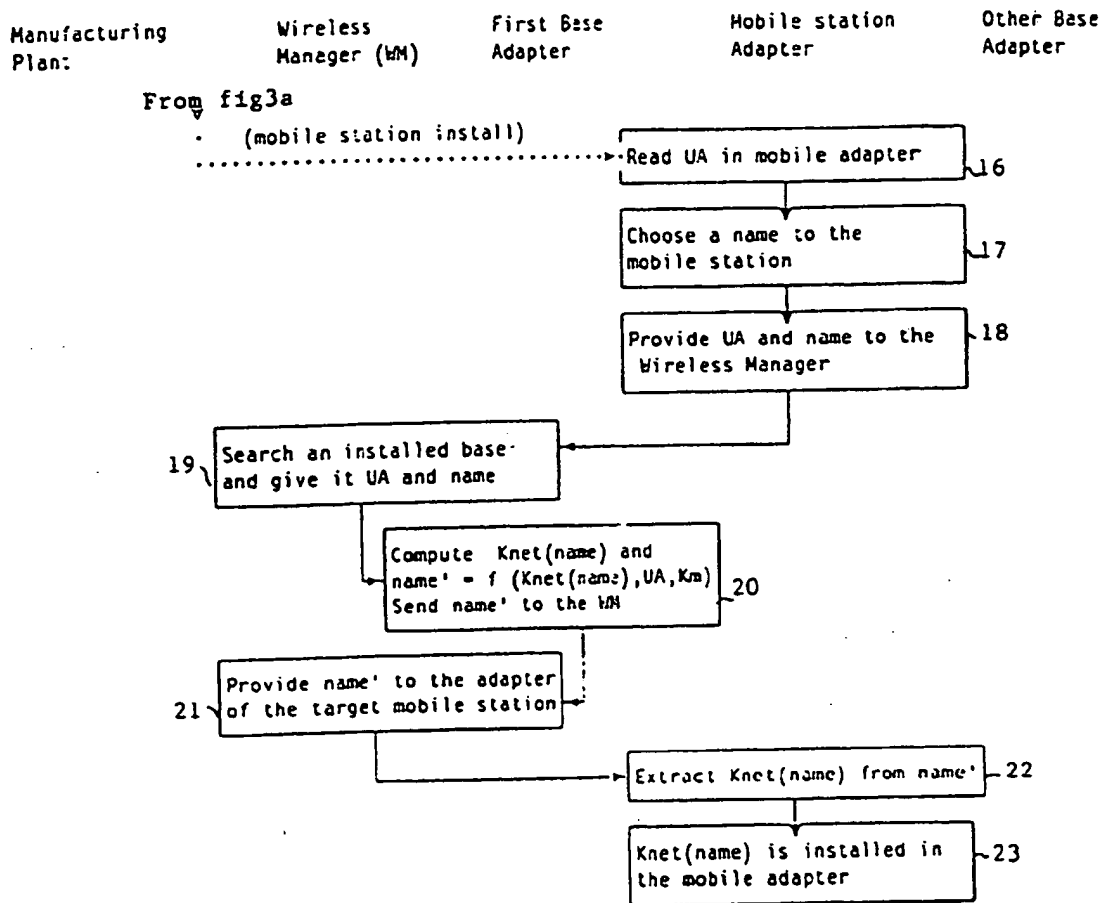 Manufacturing
Plan:
Wireless
Manager (WM)
First Base
Adapter
Mobile station
Adapter
Other Base
Adapter
From fig3a
(mobile station install)
Read UA in mobile adapter
16
Choose a name to the
mobile station
17
Provide UA and name to the
Wireless Manager
18
19
Search an installed base
and give it UA and name
Compute Knet(name) and
name' = f (Knet(name),UA,Km)
Send name' to the WM
20
21
Provide name' to the adapter
of the target mobile station
Extract Knet(name) from name'
22
Knet(name) is installed in
the mobile adapter
23